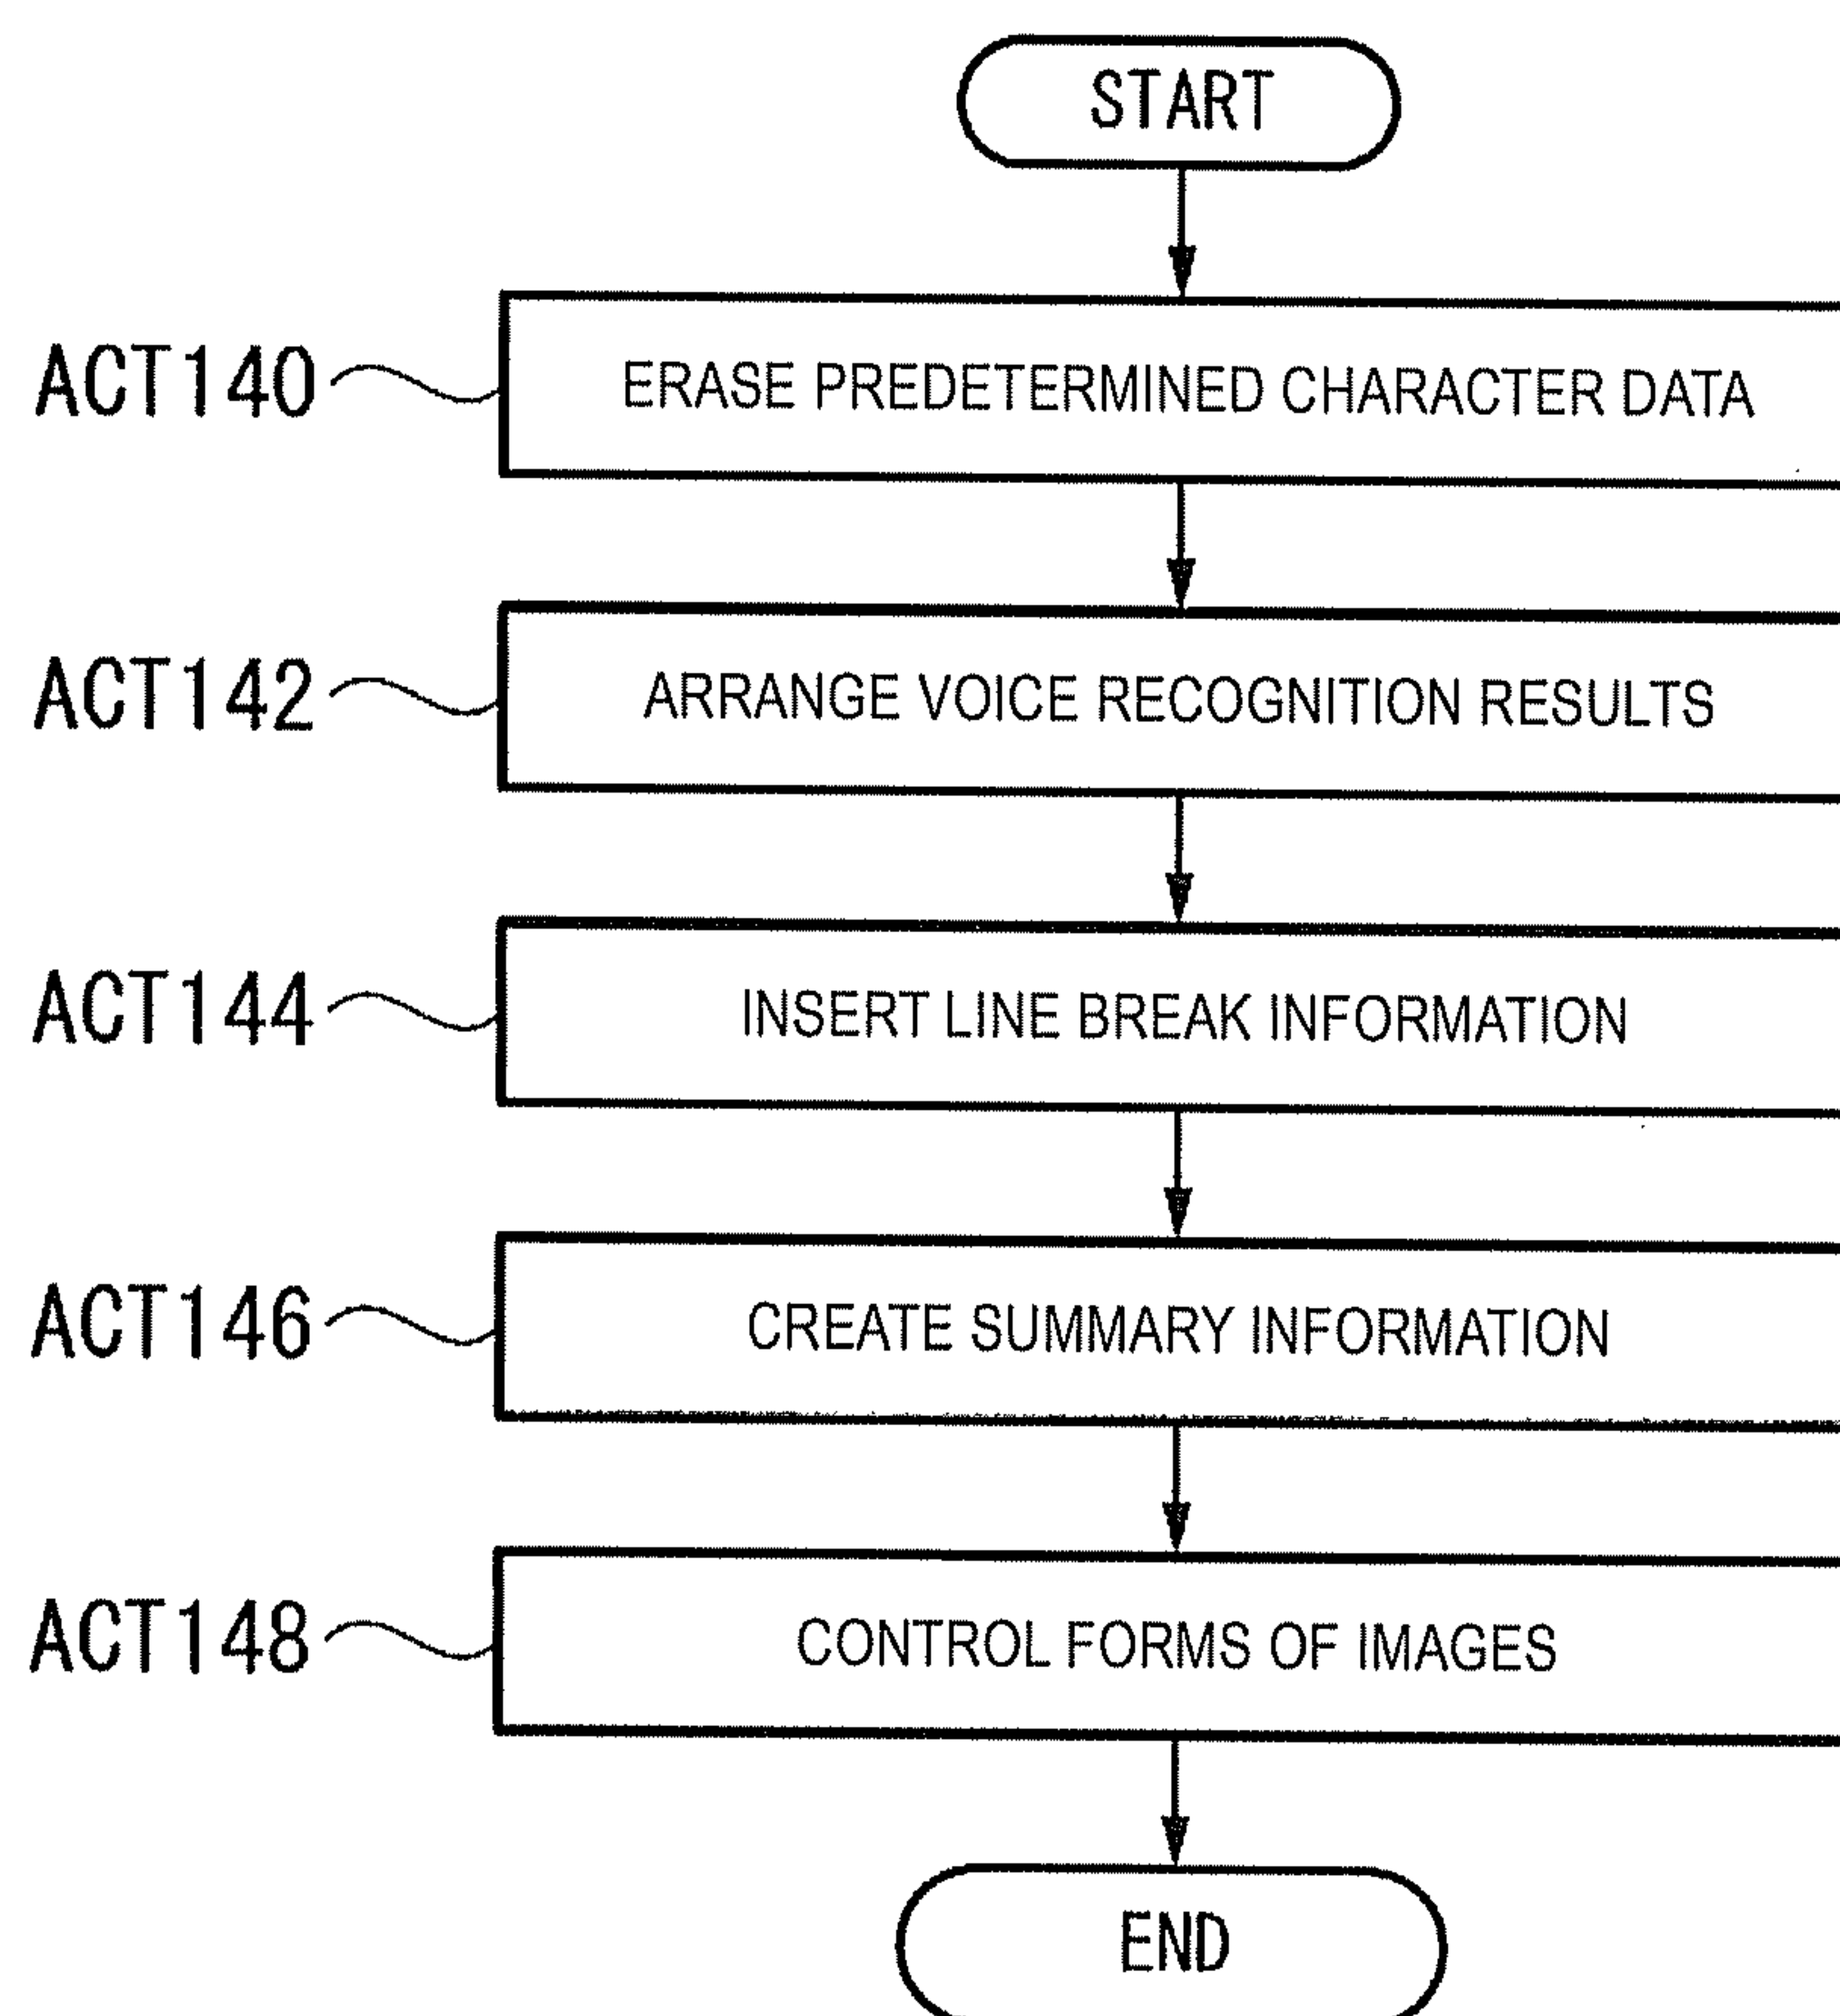 START
ACT140 ERASE PREDETERMINED CHARACTER DATA
ACT142 ARRANGE VOICE RECOGNITION RESULTS
ACT144 INSERT LINE BREAK INFORMATION
ACT146 CREATE SUMMARY INFORMATION
ACT148 CONTROL FORMS OF IMAGES
END